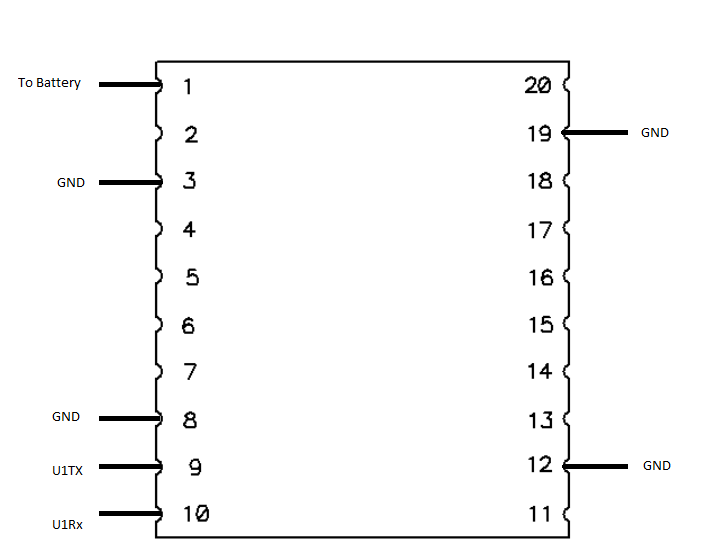 To Battery 1 20
2 19 GND
GND 3 18
4 17
5 16
6 15
7 14
GND 8 13
U1TX 9 12 GND
U1Rx 10 11